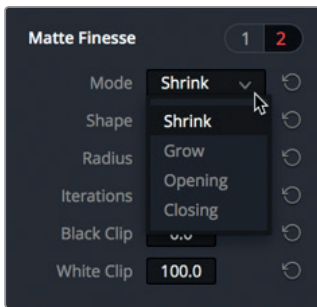 Matte Finesse 1 2
Mode Shrink
Shape Shrink
Radius Grow
Opening
Iterations Closing
Black Clip
White Clip 100.0